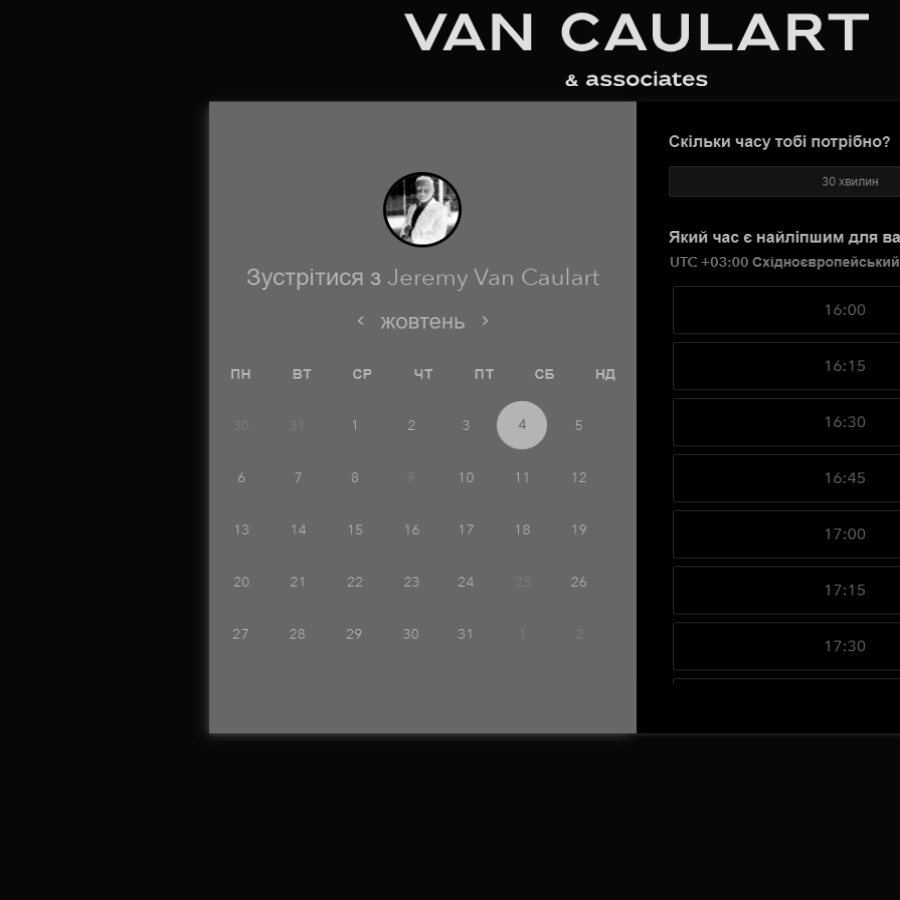 VAN CAULART
& associates
Зустрітися з Jeremy Van Caulart
жовтень
ПН ВТ СР ЧТ ПТ СБ НД
30 31 1 2 3 4 5
6 7 8 9 10 11 12
13 14 15 16 17 18 19
20 21 22 23 24 25 26
27 28 29 30 31 1 2
Скільки часу тобі потрібно?
30 хвилин
Який час є найліпшим для ва
UTC +03:00 Східноєвропейський
16:00
16:15
16:30
16:45
17:00
17:15
17:30